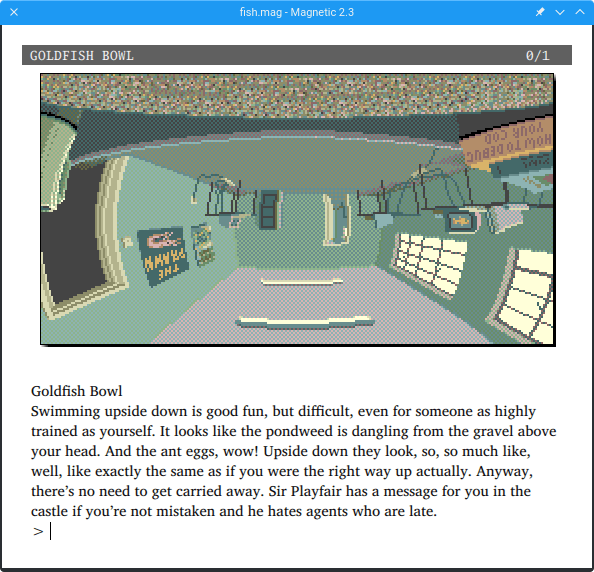 fish.mag - Magnetic 2.3
GOLDFISH BOWL 0/1
HOW TO DEBUG
YOUR COD
THE
PRAWN
Goldfish Bowl
Swimming upside down is good fun, but difficult, even for someone as highly
trained as yourself. It looks like the pondweed is dangling from the gravel above
your head. And the ant eggs, wow! Upside down they look, so, so much like,
well, like exactly the same as if you were the right way up actually. Anyway,
there’s no need to get carried away. Sir Playfair has a message for you in the
castle if you’re not mistaken and he hates agents who are late.
>